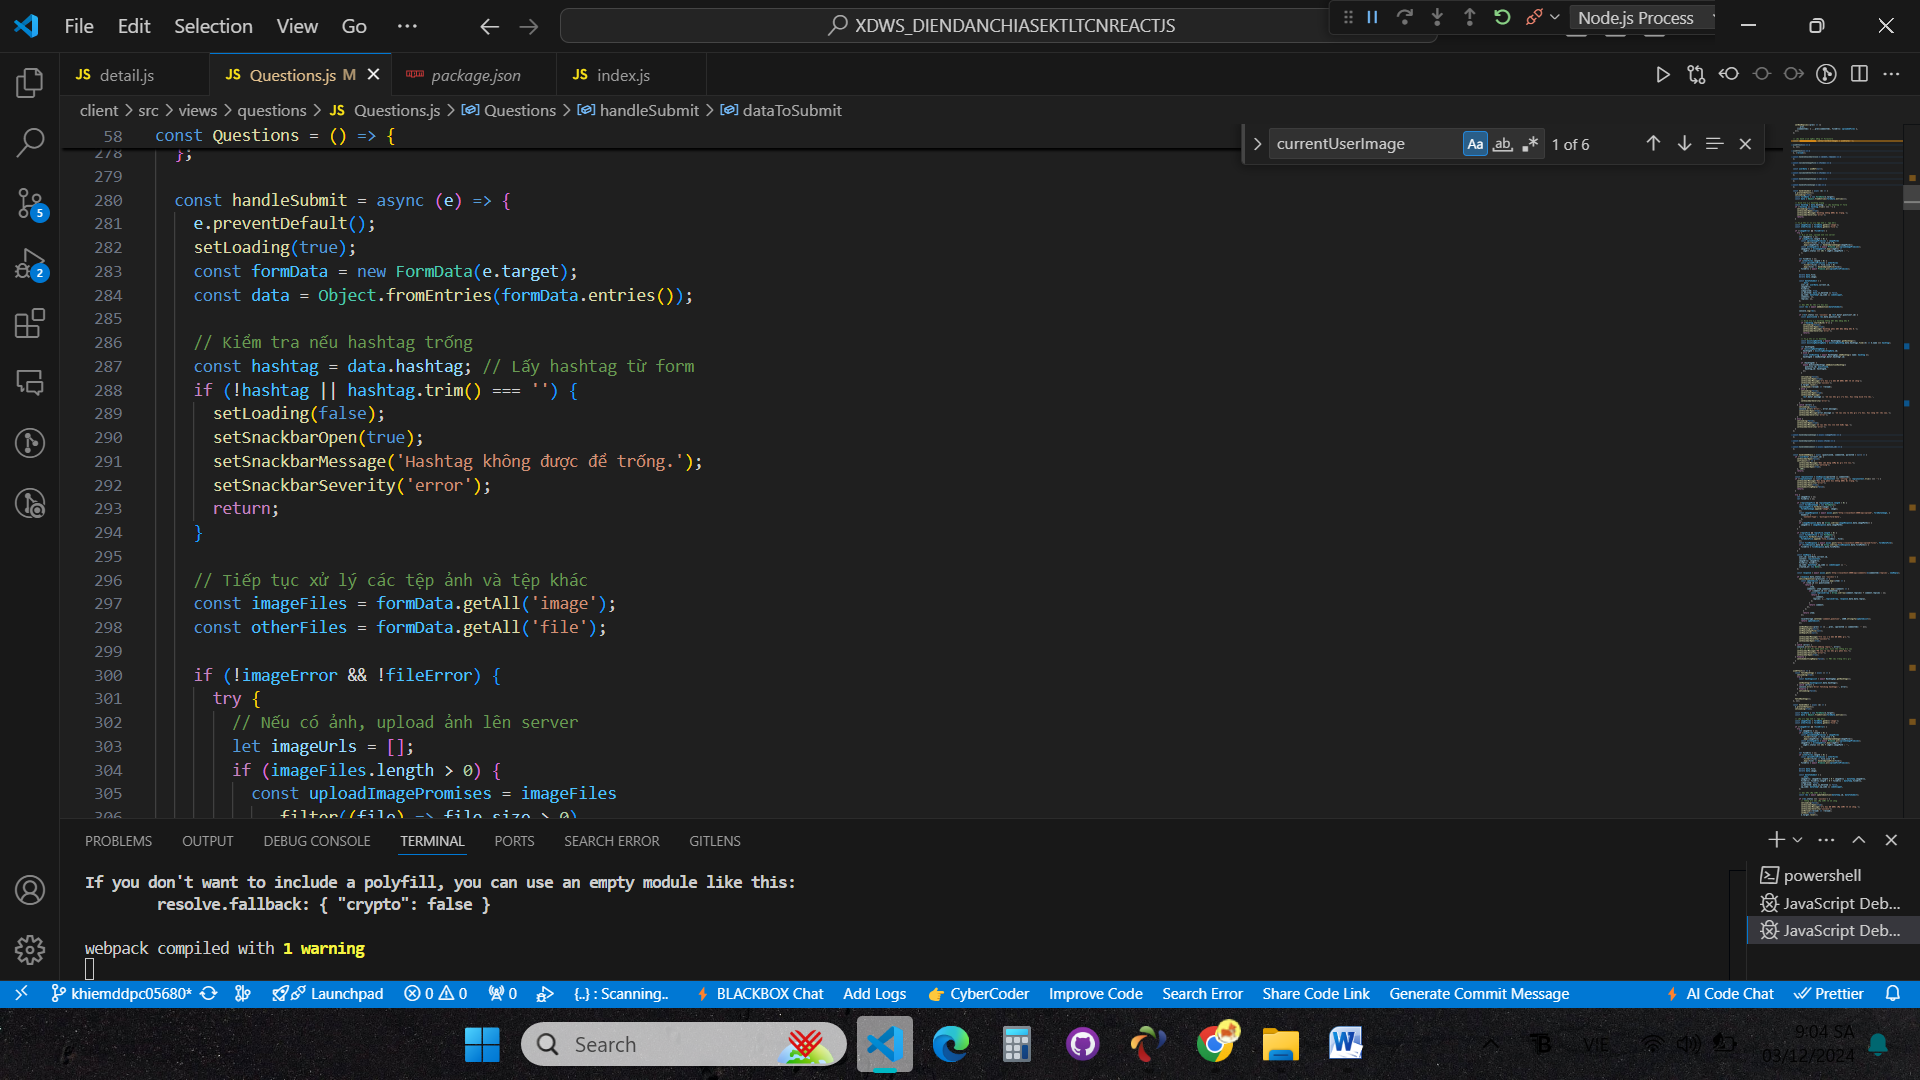 File Edit Selection View Go ··· XDWS_DIENDANCHIASEKTLTCNREACTJS Node.js Process
JS detail.js JS Questions.js M package.json JS index.js
client > src > views > questions > JS Questions.js > Questions > handleSubmit > dataToSubmit
58 const Questions = () => {
currentUserImage Aa ab 1 of 6
278 };
279
280 const handleSubmit = async (e) => {
281 e.preventDefault();
282 setLoading(true);
283 const formData = new FormData(e.target);
284 const data = Object.fromEntries(formData.entries());
285
286 // Kiểm tra nếu hashtag trống
287 const hashtag = data.hashtag; // Lấy hashtag từ form
288 if (!hashtag || hashtag.trim() === '') {
289 setLoading(false);
290 setSnackbarOpen(true);
291 setSnackbarMessage('Hashtag không được để trống.');
292 setSnackbarSeverity('error');
293 return;
294 }
295
296 // Tiếp tục xử lý các tệp ảnh và tệp khác
297 const imageFiles = formData.getAll('image');
298 const otherFiles = formData.getAll('file');
299
300 if (!imageError && !fileError) {
301 try {
302 // Nếu có ảnh, upload ảnh lên server
303 let imageUrls = [];
304 if (imageFiles.length > 0) {
305 const uploadImagePromises = imageFiles
306 .filter((file) => file.size > 0)
5
2
PROBLEMS OUTPUT DEBUG CONSOLE TERMINAL PORTS SEARCH ERROR GITLENS
If you don't want to include a polyfill, you can use an empty module like this:
resolve.fallback: { "crypto": false }
webpack compiled with 1 warning
powershell
JavaScript Deb...
JavaScript Deb...
khiemddpc05680* Launchpad 0 0 0 {..} : Scanning.. BLACKBOX Chat Add Logs CyberCoder Improve Code Search Error Share Code Link Generate Commit Message AI Code Chat Prettier
Search
VIE
9:04 SA
03/12/2024